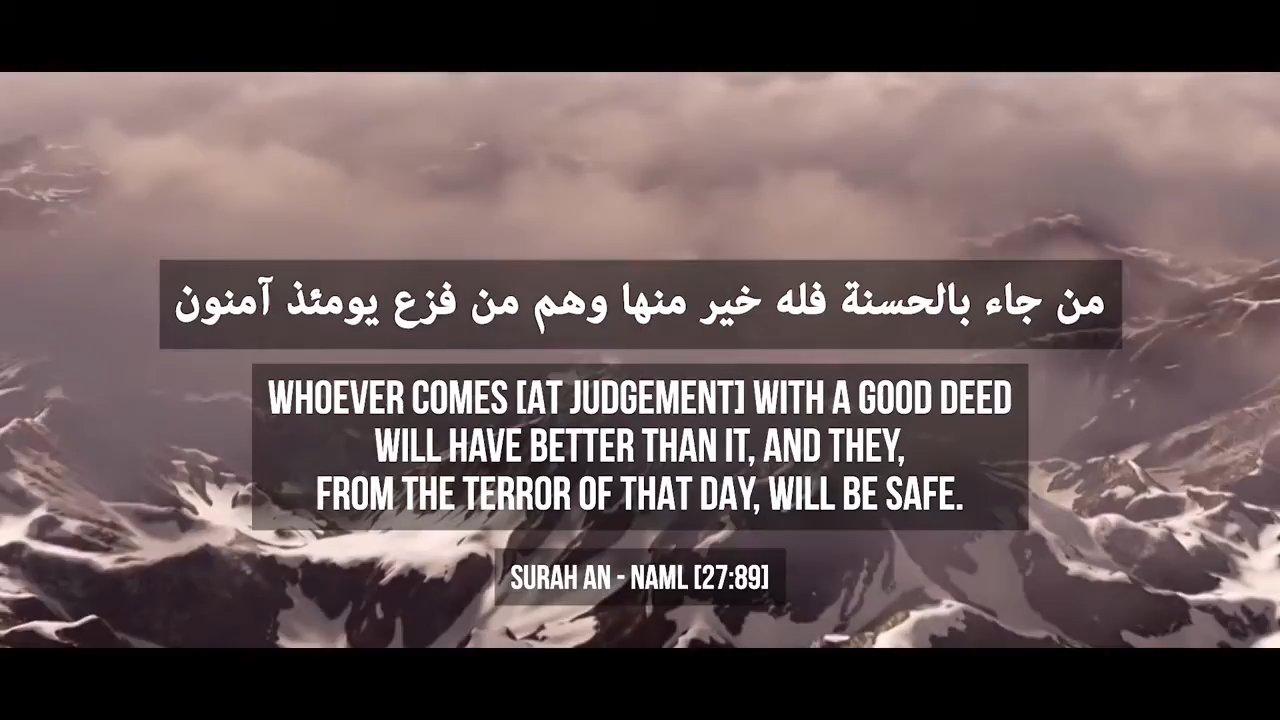 من جاء بالحسنة فله خير منها وهم من فزع يومئذ آمنون
WHOEVER COMES [AT JUDGEMENT] WITH A GOOD DEED
WILL HAVE BETTER THAN IT, AND THEY,
FROM THE TERROR OF THAT DAY, WILL BE SAFE.
SURAH AN - NAML [27:89]